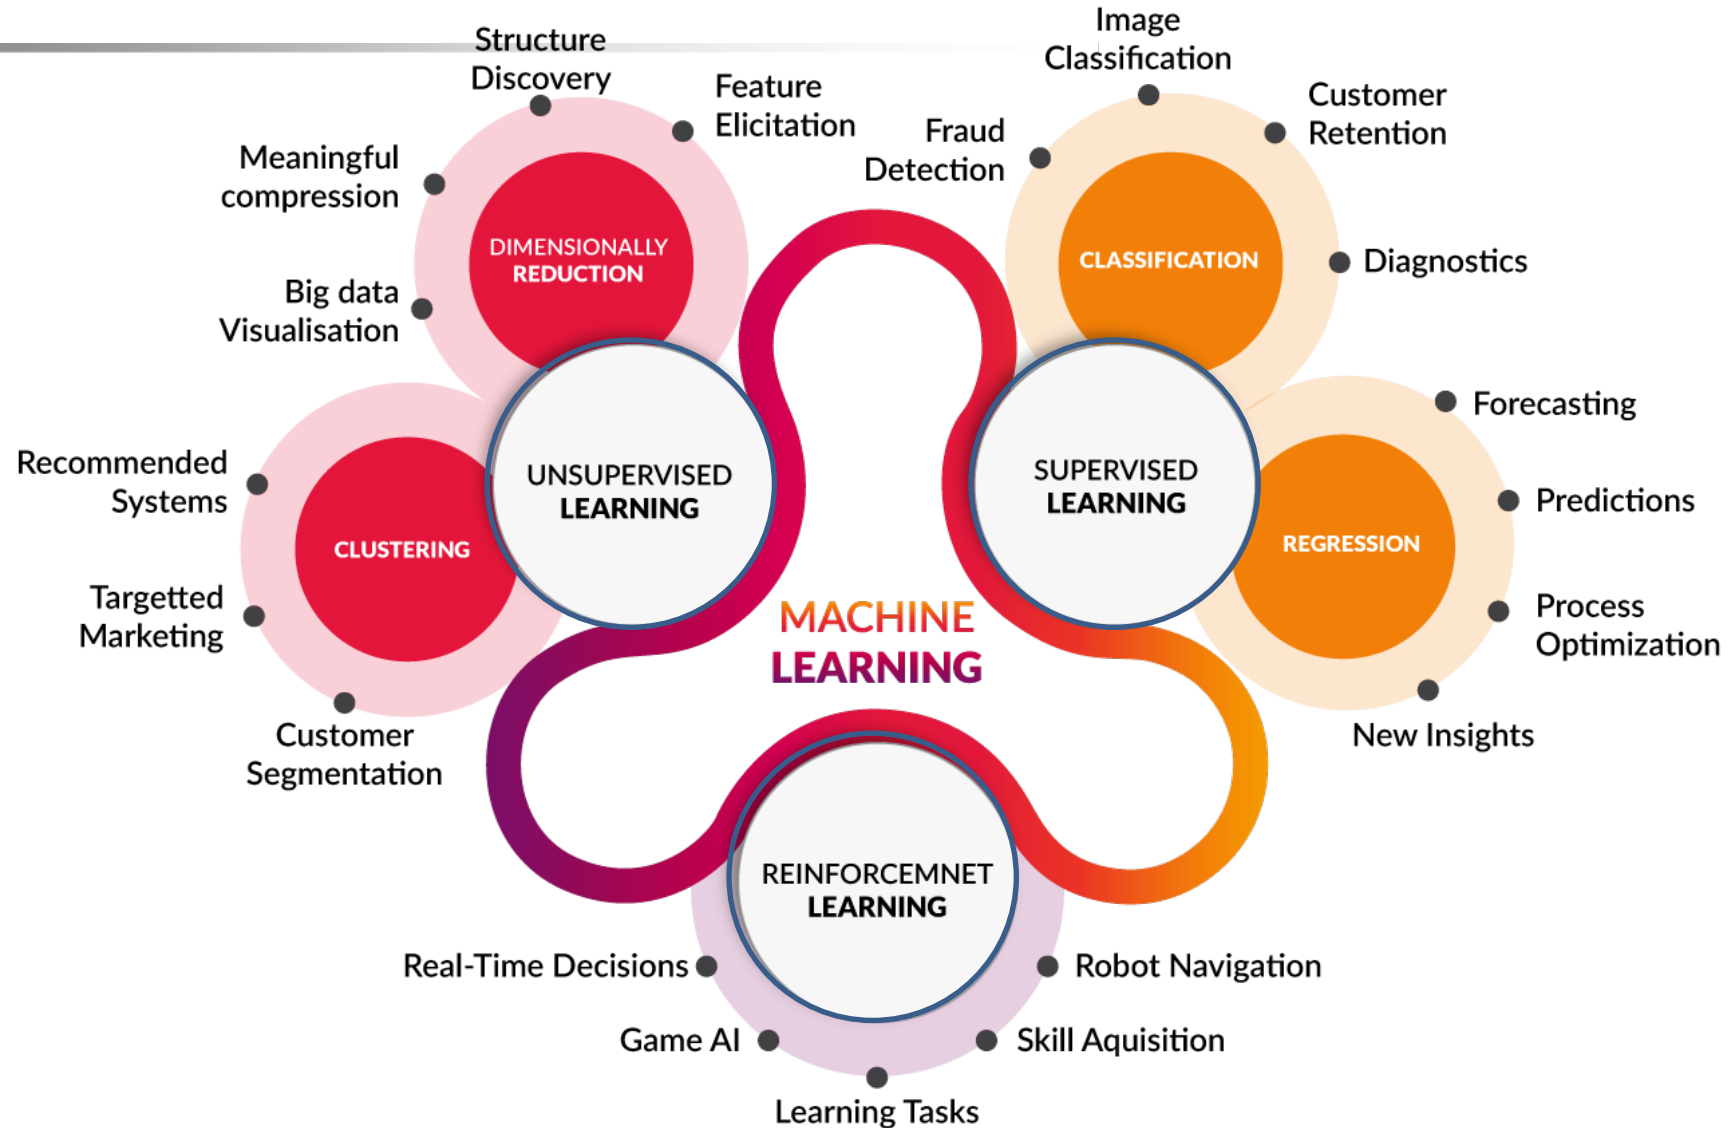 Structure
Discovery
Feature
Elicitation
Meaningful
compression
Big data
Visualisation
DIMENSIONALLY
REDUCTION
Image
Classification
Fraud
Detection
Customer
Retention
Diagnostics
CLASSIFICATION
Recommended
Systems
Targetted
Marketing
Customer
Segmentation
CLUSTERING
UNSUPERVISED
LEARNING
SUPERVISED
LEARNING
Forecasting
Predictions
Process
Optimization
New Insights
REGRESSION
MACHINE
LEARNING
REINFORCEMNET
LEARNING
Real-Time Decisions
Game AI
Learning Tasks
Skill Aquisition
Robot Navigation